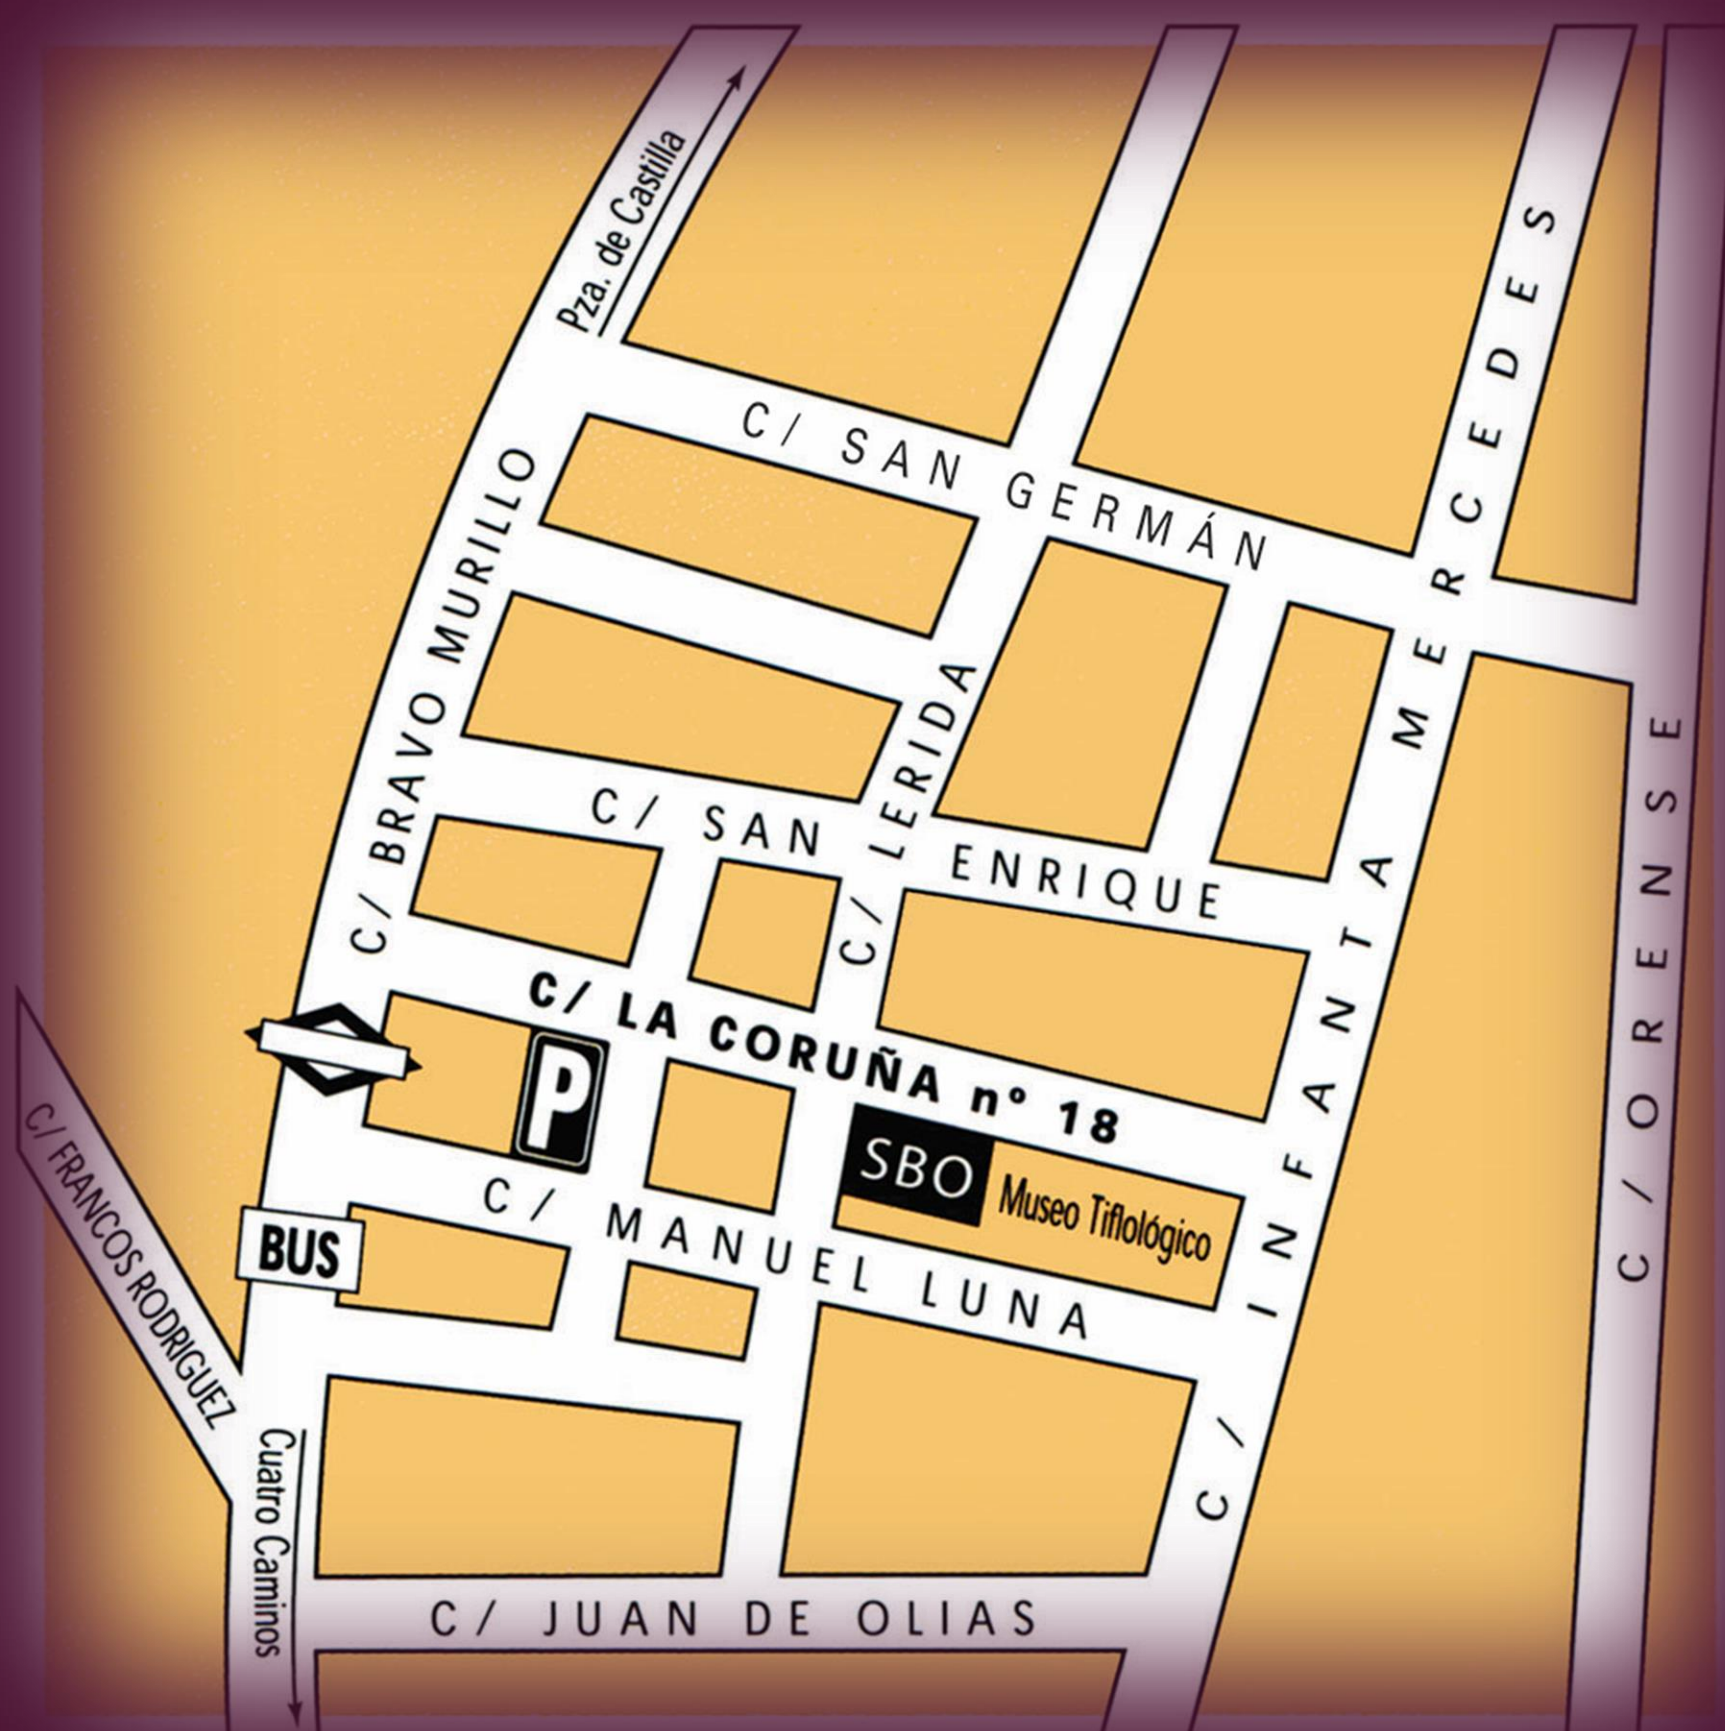 Pza. de Castilla
C/ SAN GERMÁN
C/ BRAVO MURILLO
C/ LERIDA
C/ INFANTA MERCEDES
C/ SAN ENRIQUE
C/ ORENSE
C/ LA CORUÑA nº 18
P
SBO
Museo Tiflológico
C/ MANUEL LUNA
BUS
C/ FRANCOS RODRIGUEZ
Cuatro Caminos
C/ JUAN DE OLIAS